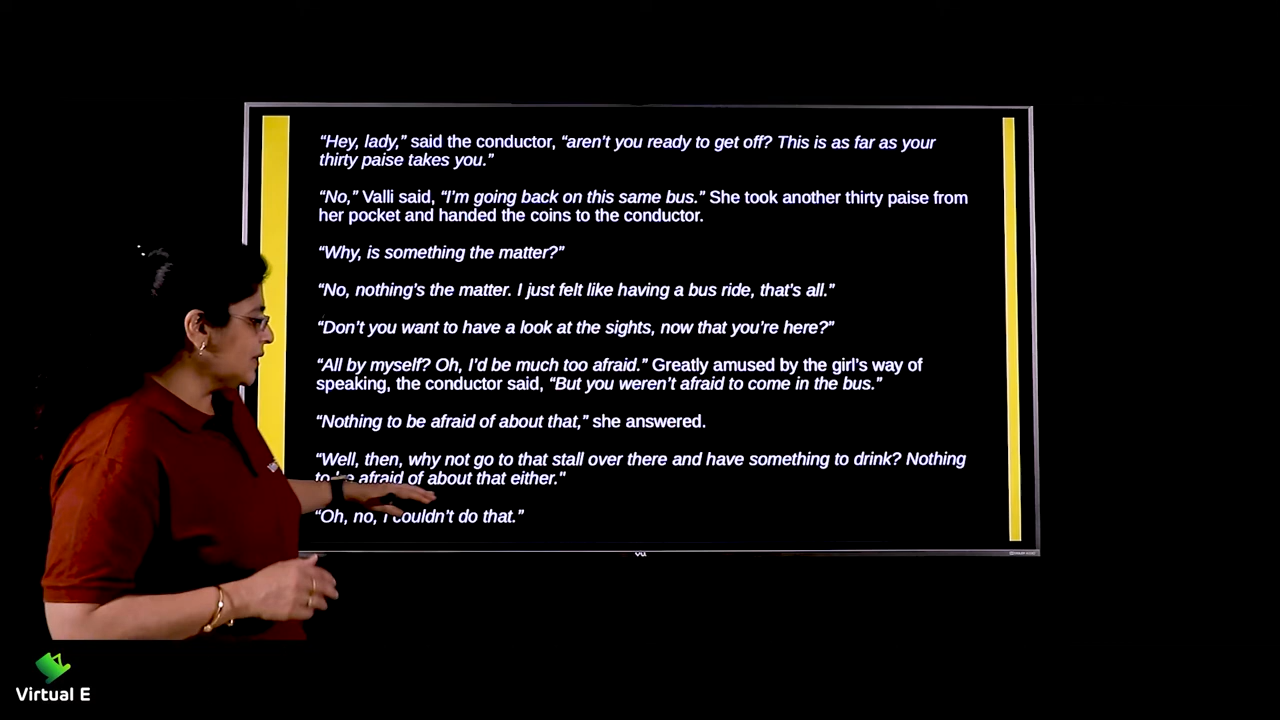 “Hey, lady,” said the conductor, “aren’t you ready to get off? This is as far as your
thirty paise takes you.”
“No,” Valli said, “I’m going back on this same bus.” She took another thirty paise from
her pocket and handed the coins to the conductor.
“Why, is something the matter?”
“No, nothing’s the matter. I just felt like having a bus ride, that’s all.”
“Don’t you want to have a look at the sights, now that you’re here?”
“All by myself? Oh, I’d be much too afraid.” Greatly amused by the girl’s way of
speaking, the conductor said, “But you weren’t afraid to come in the bus.”
“Nothing to be afraid of about that,” she answered.
“Well, then, why not go to that stall over there and have something to drink? Nothing
to be afraid of about that either."
“Oh, no, I couldn’t do that.”
Virtual E